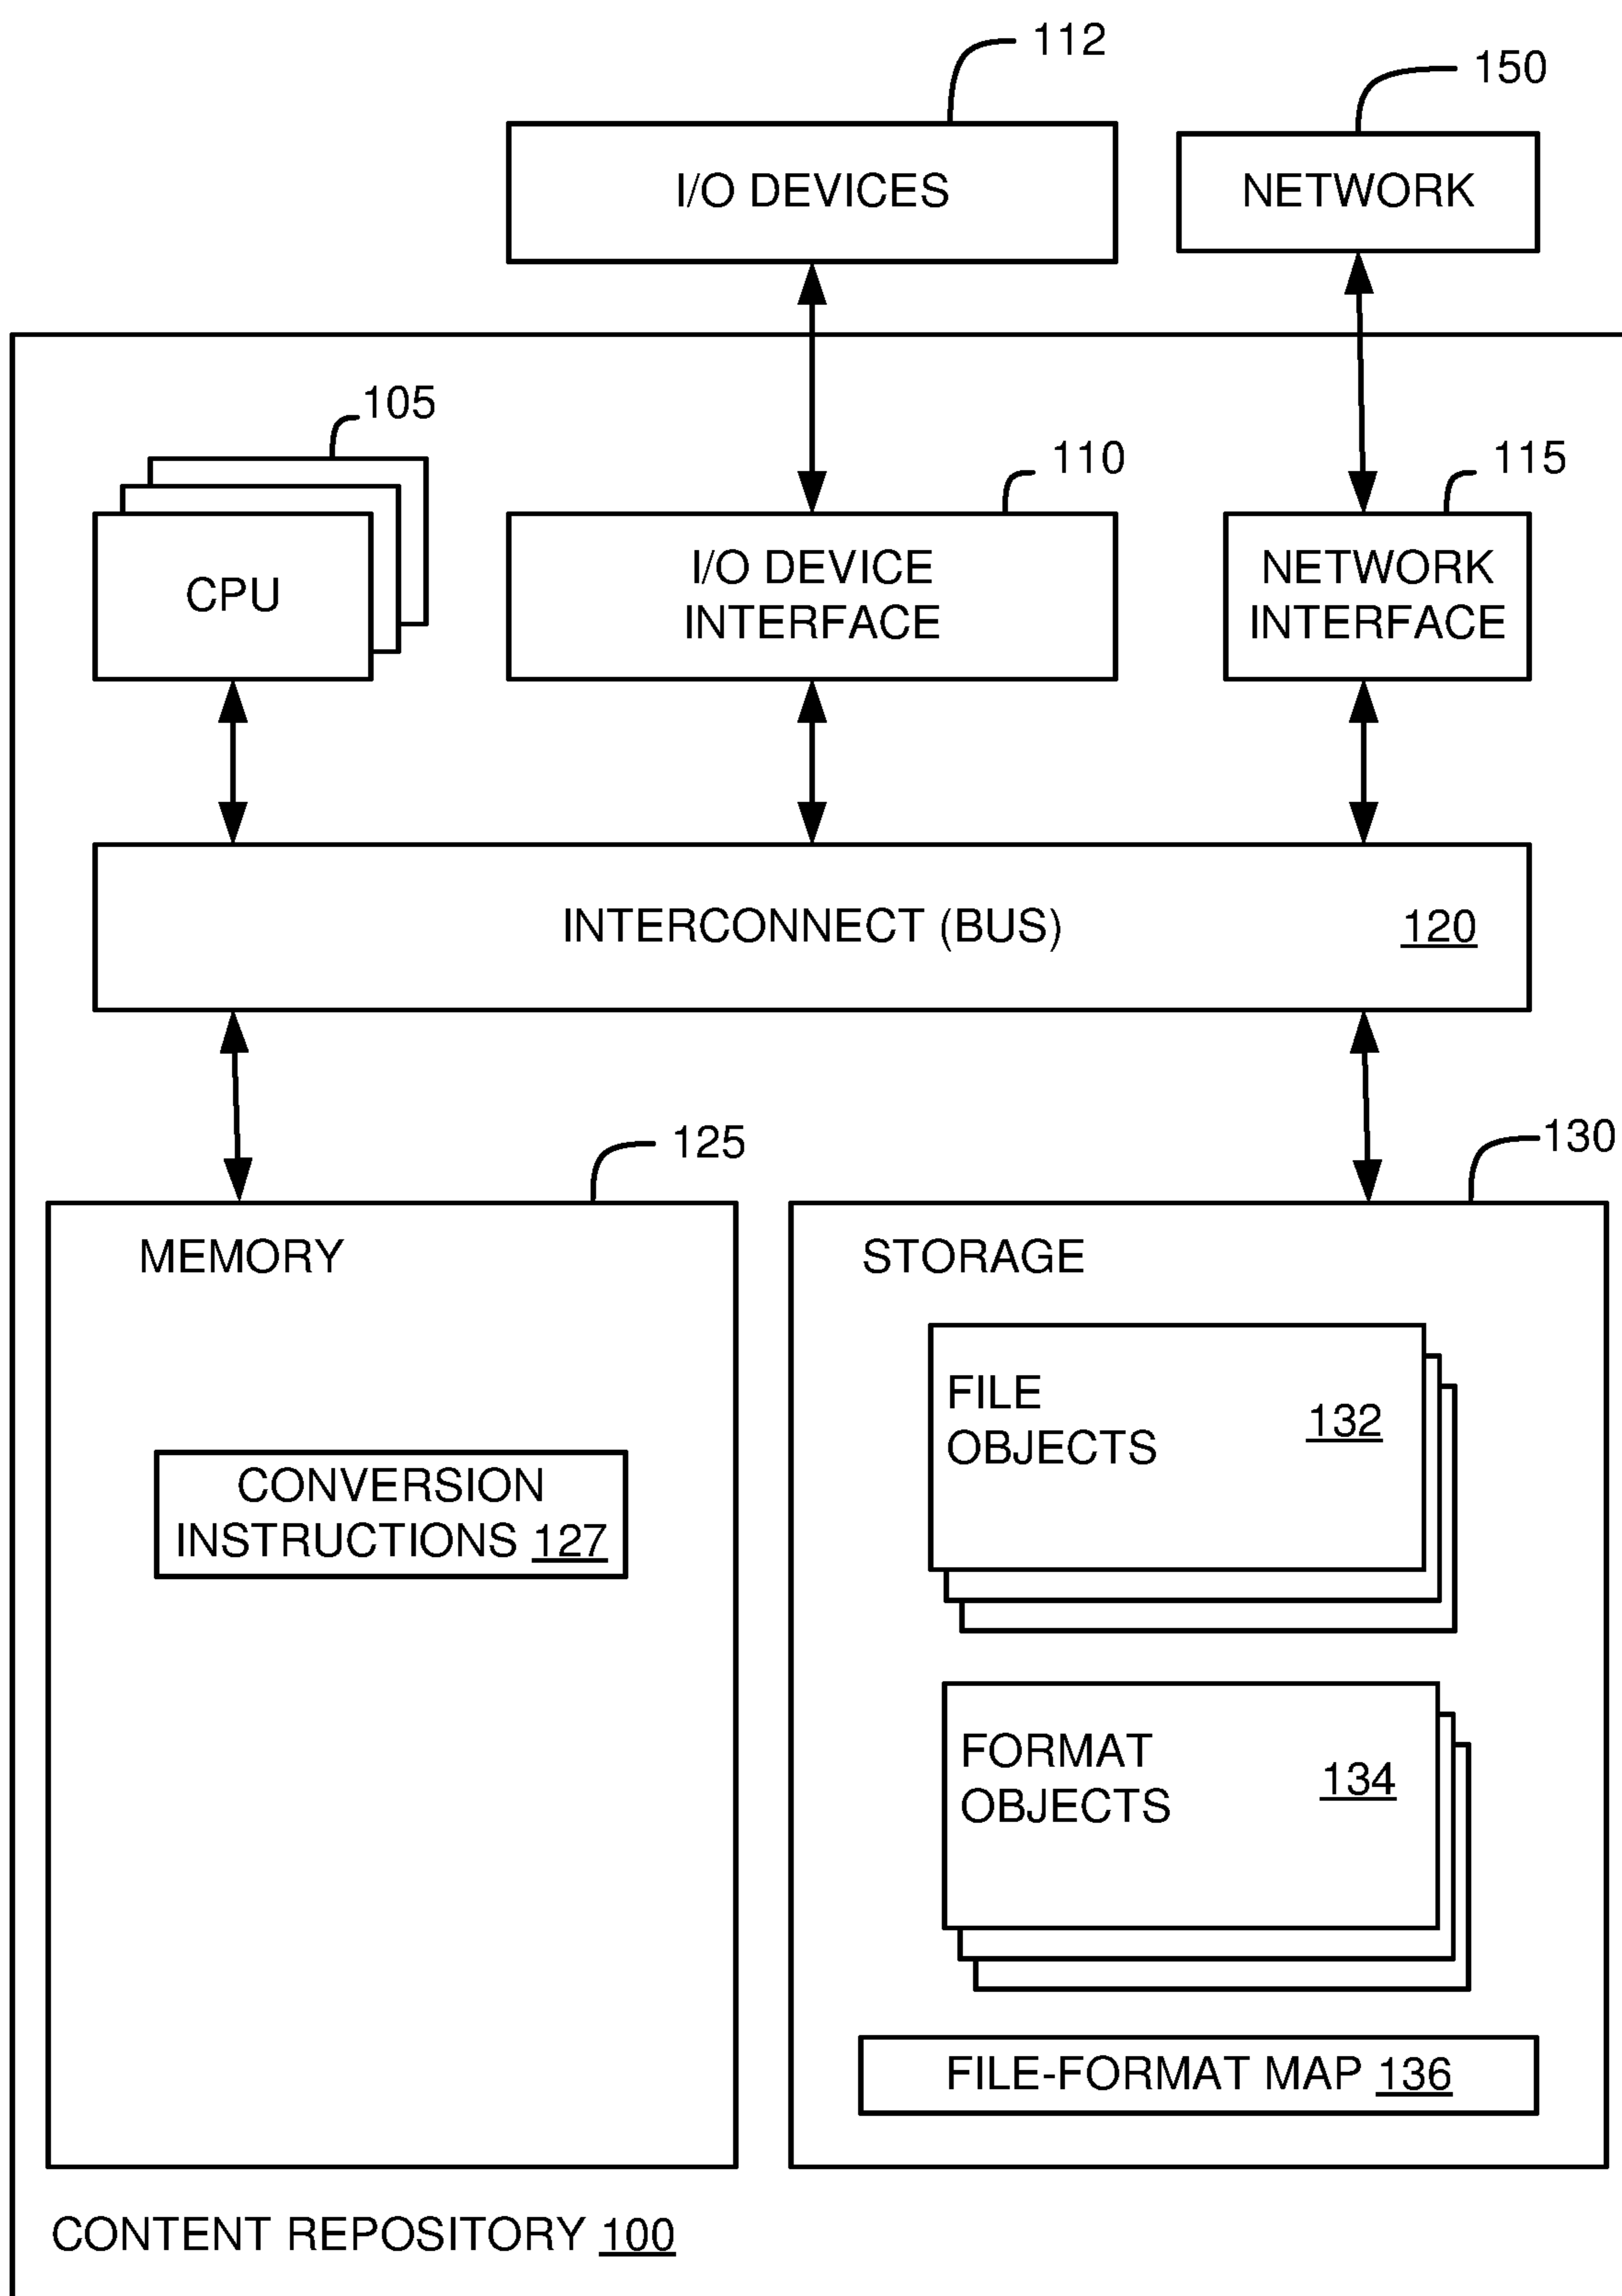 112
150
I/O DEVICES
NETWORK
105
110
115
CPU
I/O DEVICE
INTERFACE
NETWORK
INTERFACE
INTERCONNECT (BUS) 120
125
130
MEMORY
STORAGE
FILE
OBJECTS 132
CONVERSION
INSTRUCTIONS 127
FORMAT
OBJECTS 134
FILE-FORMAT MAP 136
CONTENT REPOSITORY 100